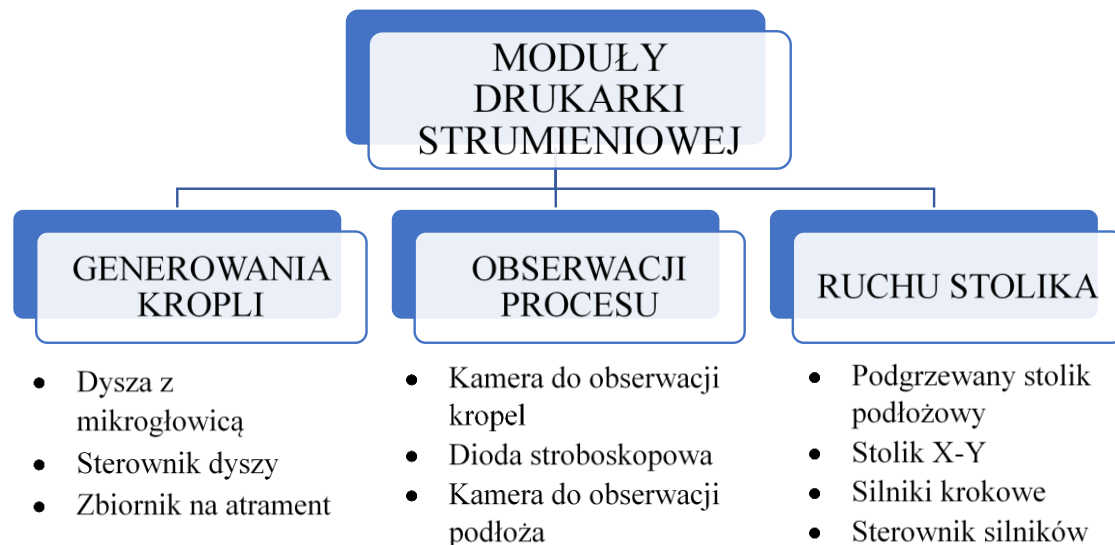 MODUŁY
DRUKARKI
STRUMIENIOWEJ
GENEROWANIA
KROPLI
• Dysza z
mikrogłowicą
• Sterownik dyszy
• Zbiornik na atrament
OBSERWACJI
PROCESU
• Kamera do obserwacji
kropel
• Dioda stroboskopowa
• Kamera do obserwacji
podłoża
RUCHU STOLIKA
• Podgrzewany stolik
podłożowy
• Stolik X-Y
• Silniki krokowe
• Sterownik silników